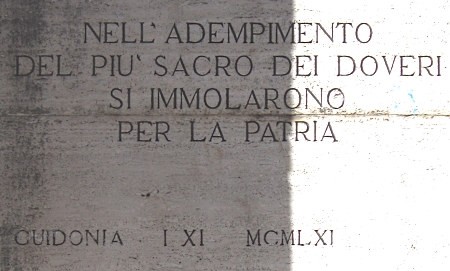 NELL' ADEMPIMENTO
DEL PIU' SACRO DEI DOVERI
SI IMMOLARONO
PER LA PATRIA
GUIDONIA I XI MCMLXI